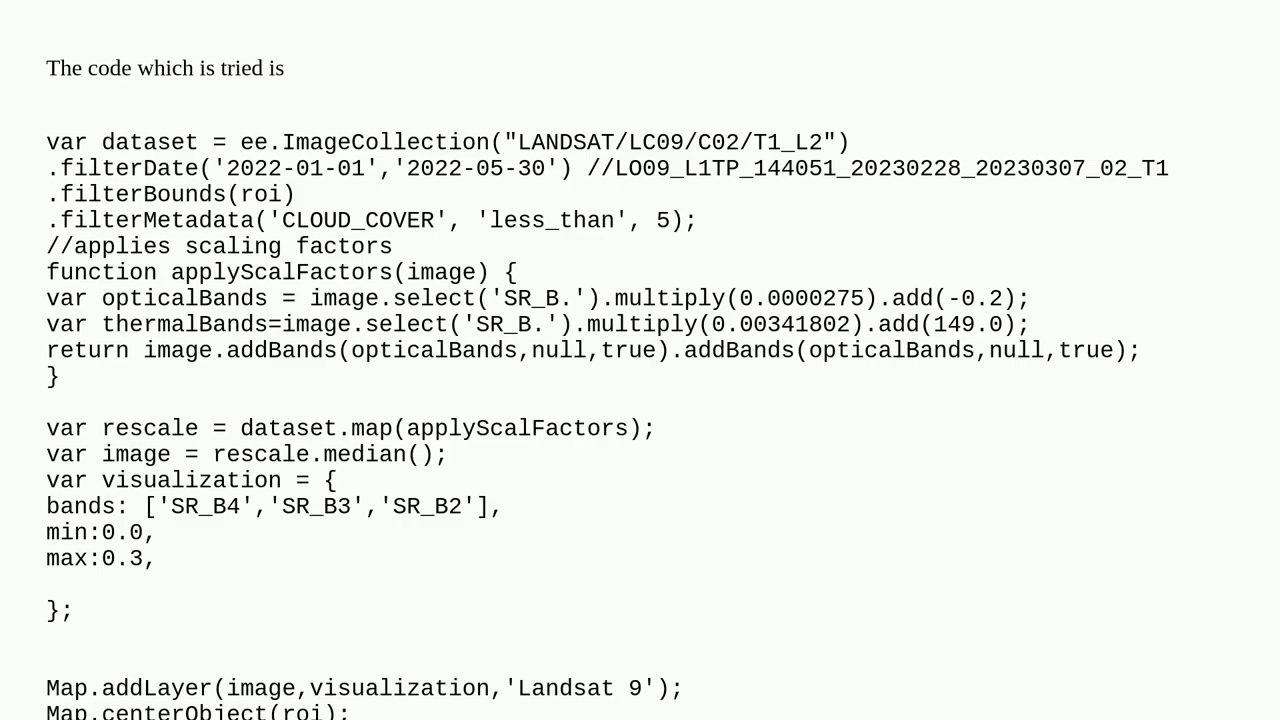 The code which is tried is
var dataset = ee.ImageCollection("LANDSAT/LC09/C02/T1_L2")
.filterDate('2022-01-01','2022-05-30') //LO09_L1TP_144051_20230228_20230307_02_T1
.filterBounds(roi)
.filterMetadata('CLOUD_COVER', 'less_than', 5);
//applies scaling factors
function applyScalFactors(image) {
var opticalBands = image.select('SR_B.').multiply(0.0000275).add(-0.2);
var thermalBands=image.select('SR_B.').multiply(0.00341802).add(149.0);
return image.addBands(opticalBands,null,true).addBands(opticalBands,null,true);
}
var rescale = dataset.map(applyScalFactors);
var image = rescale.median();
var visualization = {
bands: ['SR_B4','SR_B3','SR_B2'],
min:0.0,
max:0.3,
};
Map.addLayer(image,visualization,'Landsat 9');
Map.centerObject(roi);